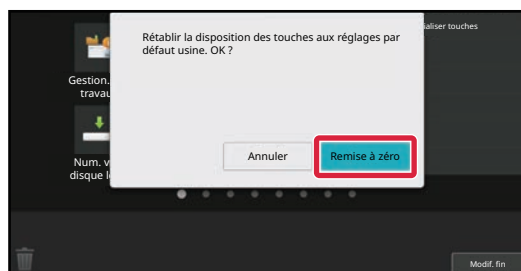 ialiser touches
Rétablir la disposition des touches aux réglages par
défaut usine. OK ?
Gestion.
travau
Annuler
Remise à zéro
Num. v
disque l
Modif. fin